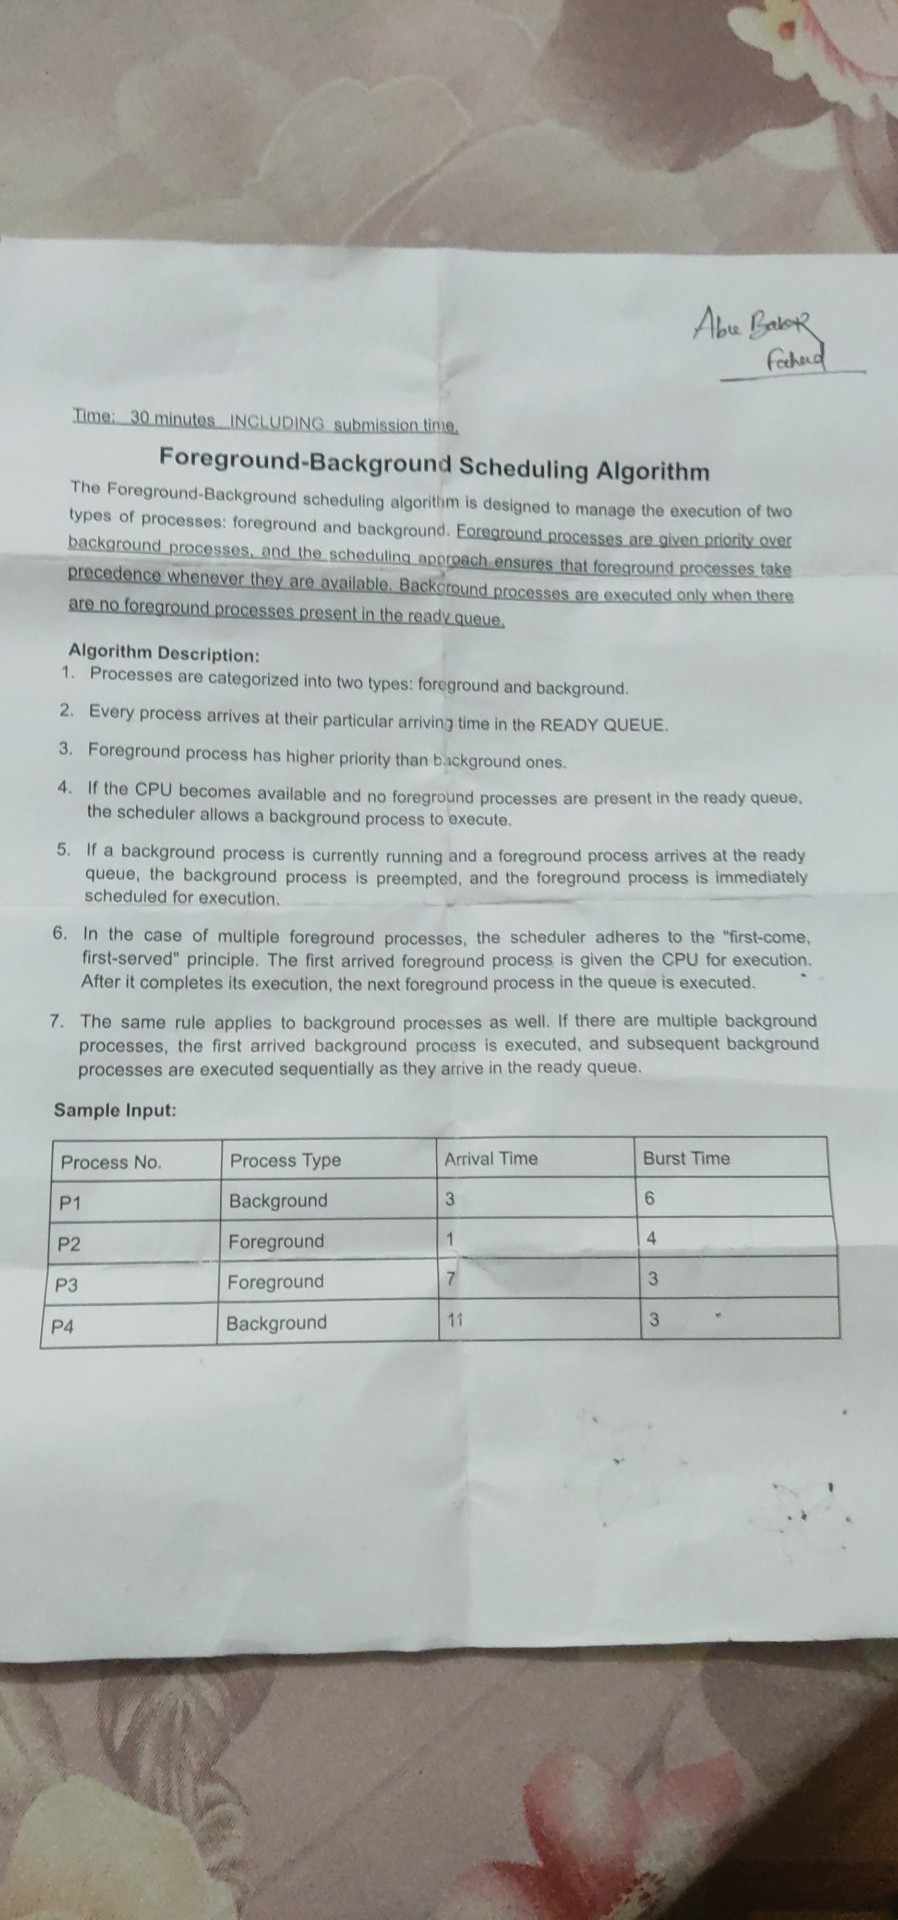 Abu Bakar
Time: 30 minutes INCLUDING submission time.
Foreground-Background Scheduling Algorithm
The Foreground-Background scheduling algorithm is designed to manage the execution of two
types of processes: foreground and background. Foreground processes are given priority over
background processes, and the scheduling approach ensures that foreground processes take
precedence whenever they are available. Background processes are executed only when there
are no foreground processes present in the ready queue.
Algorithm Description:
1. Processes are categorized into two types: foreground and background.
2. Every process arrives at their particular arriving time in the READY QUEUE.
3. Foreground process has higher priority than background ones.
4. If the CPU becomes available and no foreground processes are present in the ready queue,
the scheduler allows a background process to execute.
5. If a background process is currently running and a foreground process arrives at the ready
queue, the background process is preempted, and the foreground process is immediately
scheduled for execution.
6. In the case of multiple foreground processes, the scheduler adheres to the "first-come,
first-served" principle. The first arrived foreground process is given the CPU for execution.
After it completes its execution, the next foreground process in the queue is executed.
7. The same rule applies to background processes as well. If there are multiple background
processes, the first arrived background process is executed, and subsequent background
processes are executed sequentially as they arrive in the ready queue.
Sample Input:
Process No. Process Type Arrival Time Burst Time
P1 Background 3 6
P2 Foreground 1 4
P3 Foreground 7 3
P4 Background 11 3